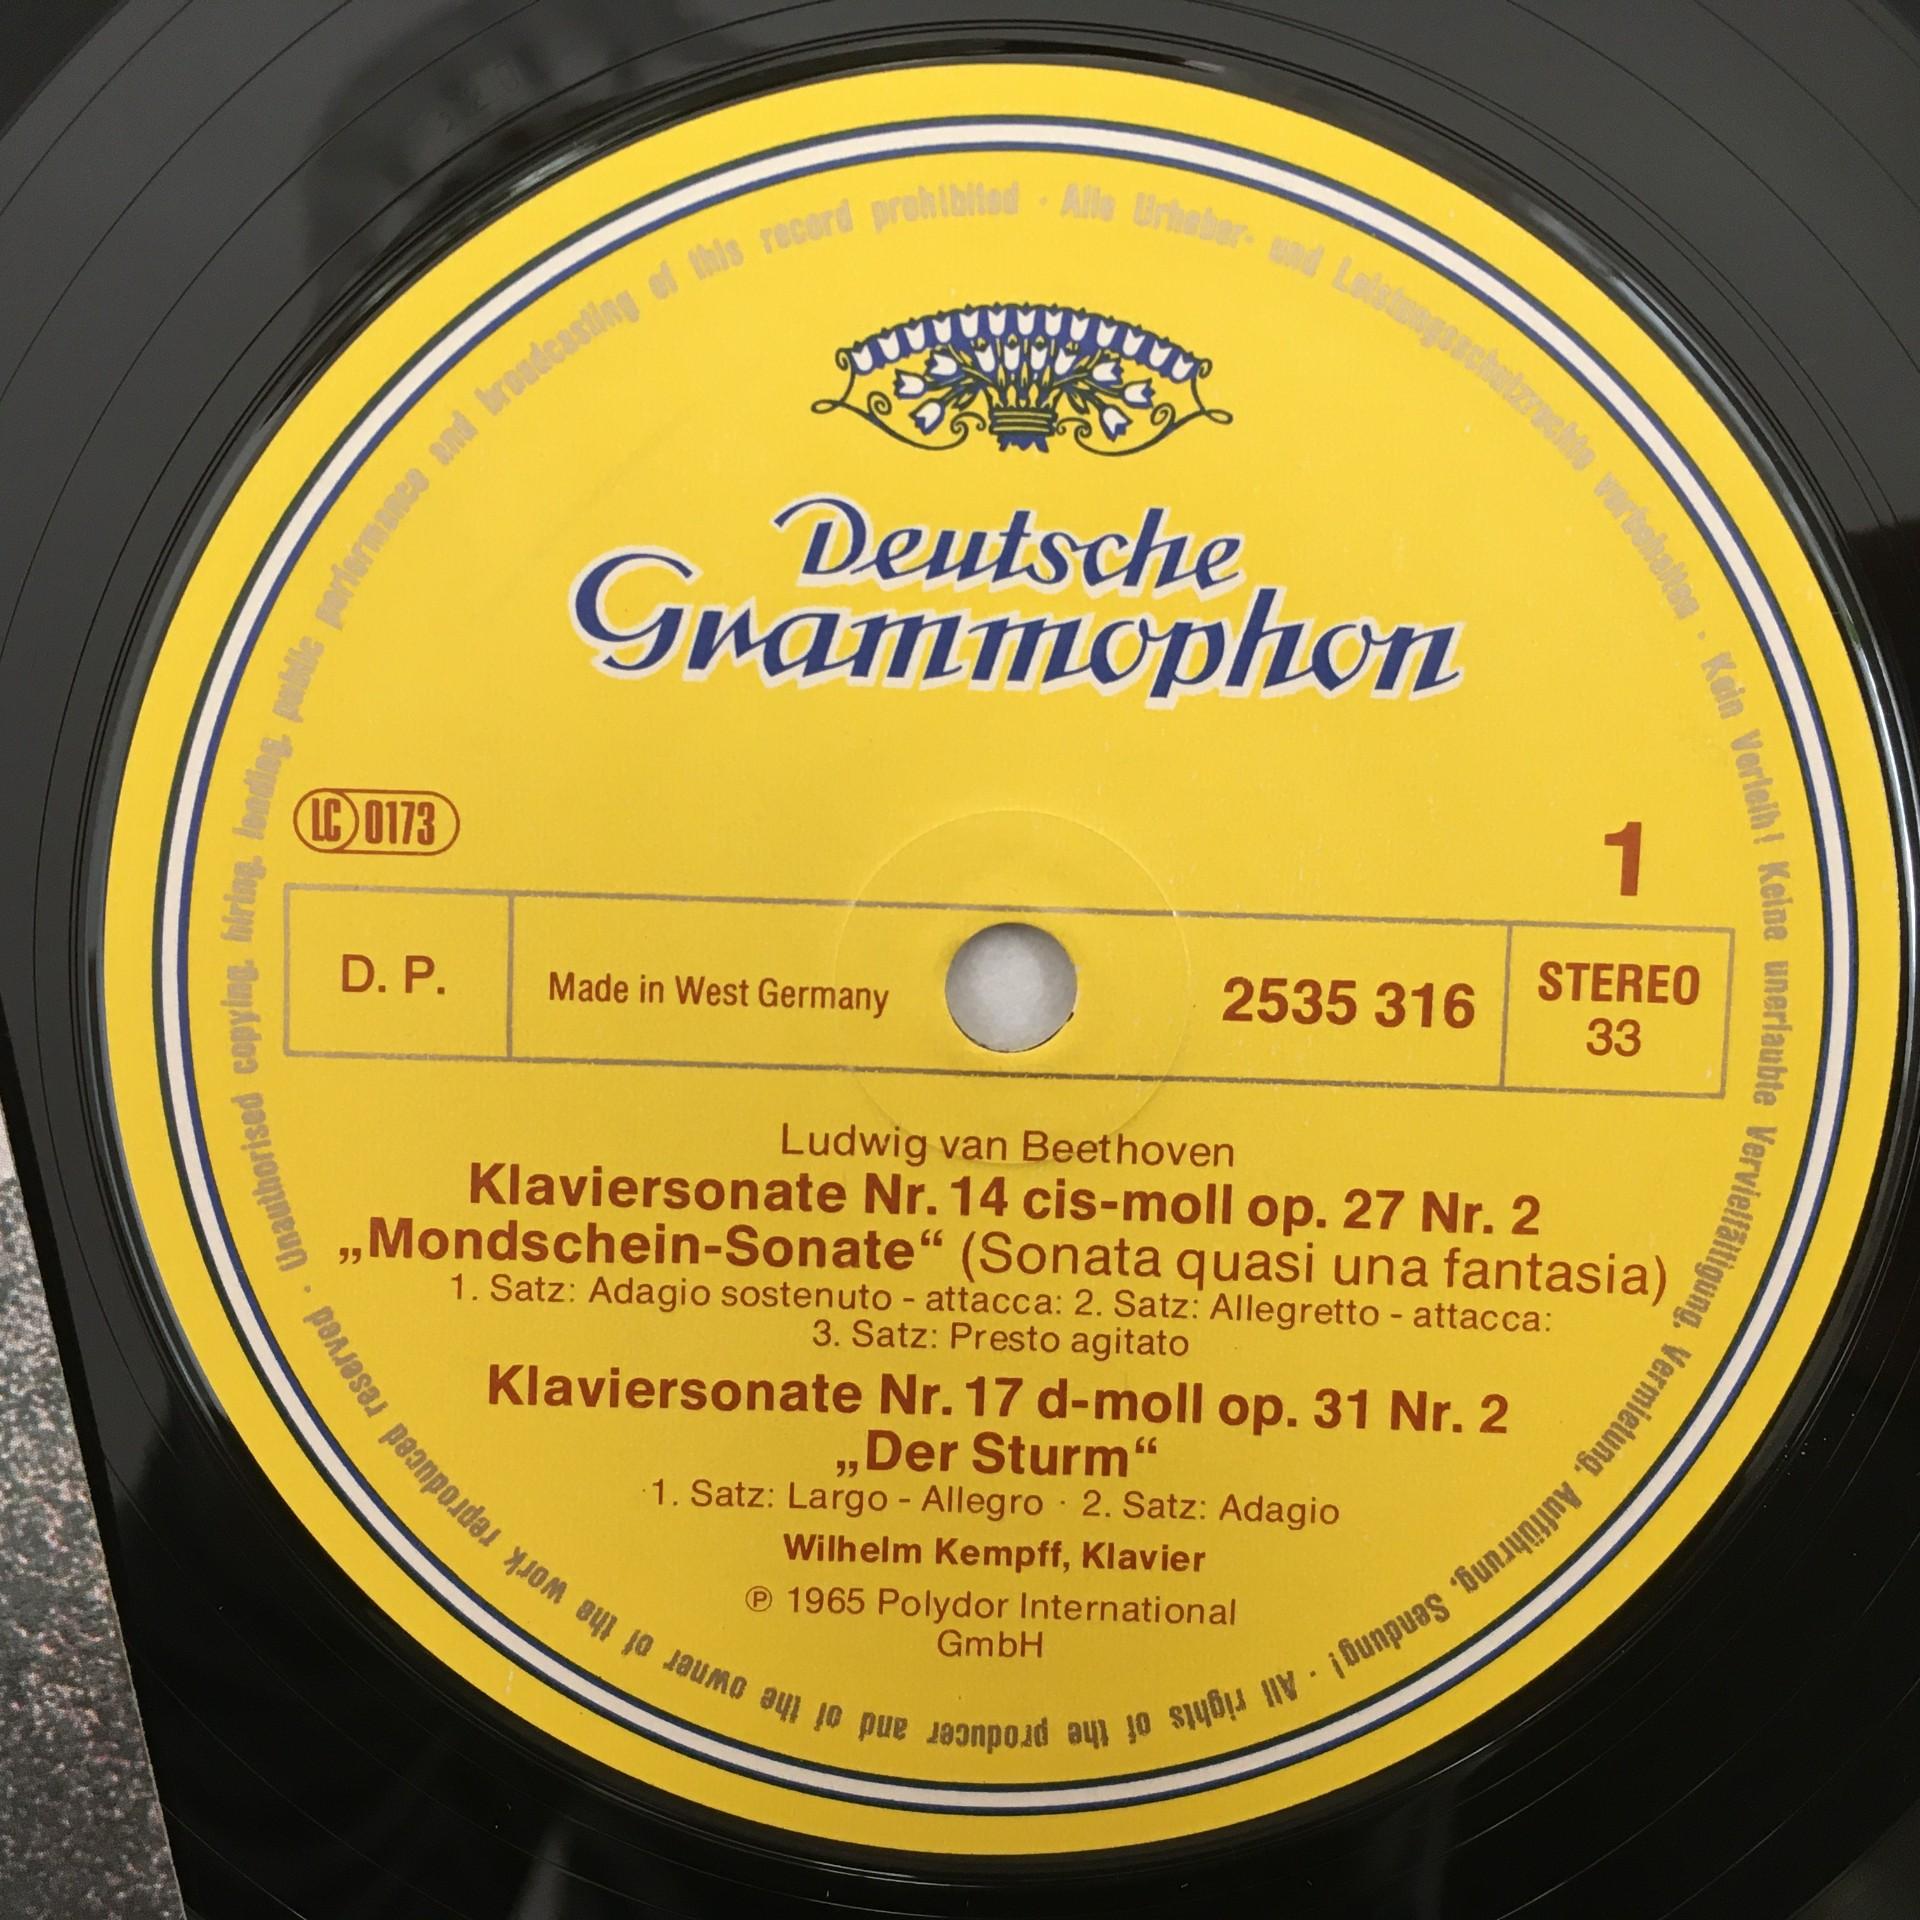 Deutsche
Grammophon
LC 0173
1
D. P.
Made in West Germany
2535 316
STEREO
33
Ludwig van Beethoven
Klaviersonate Nr. 14 cis-moll op. 27 Nr. 2
„Mondschein-Sonate“ (Sonata quasi una fantasia)
1. Satz: Adagio sostenuto - attacca: 2. Satz: Allegretto - attacca:
3. Satz: Presto agitato
Klaviersonate Nr. 17 d-moll op. 31 Nr. 2
„Der Sturm“
1. Satz: Largo - Allegro · 2. Satz: Adagio
Wilhelm Kempff, Klavier
℗ 1965 Polydor International
GmbH
Alle Urheber- und Leistungsschutzrechte vorbehalten · Kein Verleih! Keine unerlaubte Vervielfältigung, Vermietung, Aufführung, Sendung! · All rights of the producer and of the owner of the work reproduced reserved · Unauthorised copying, hiring, lending, public performance and broadcasting of this record prohibited ·